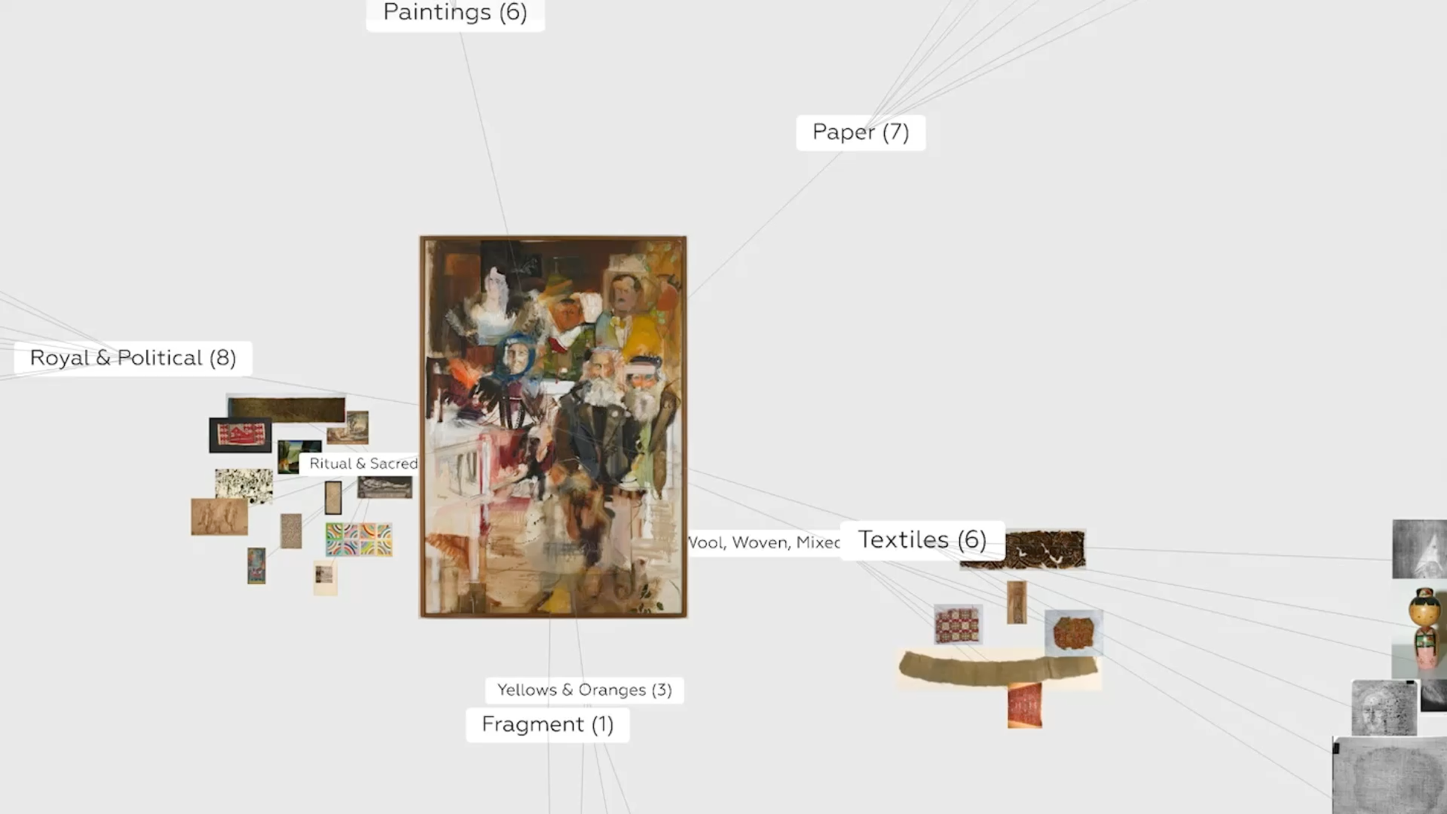 Paintings (6)
Paper (7)
Royal & Political (8)
Ritual & Sacred
Wool, Woven, Mixed
Textiles (6)
Yellows & Oranges (3)
Fragment (1)